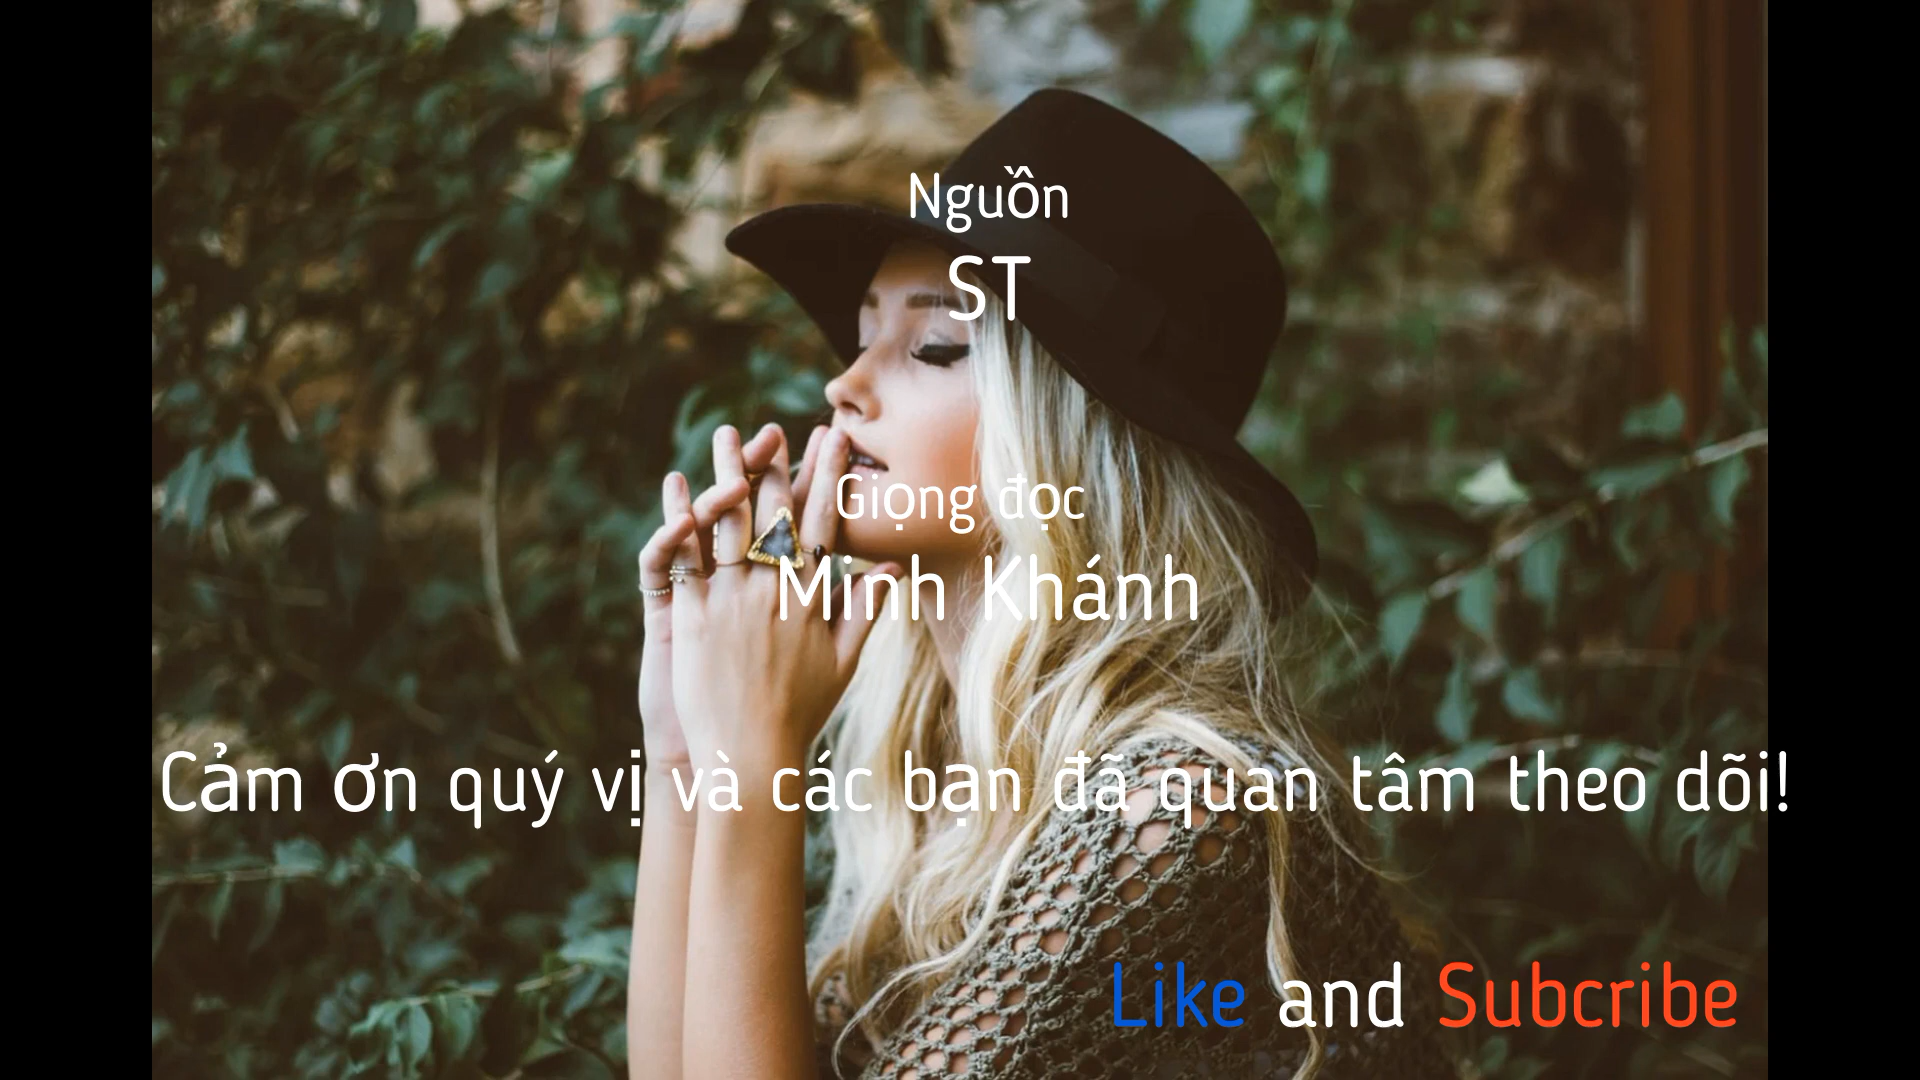 Nguồn
ST
Giọng đọc
Minh Khánh
Cảm ơn quý vị và các bạn đã quan tâm theo dõi!
Like and Subcribe